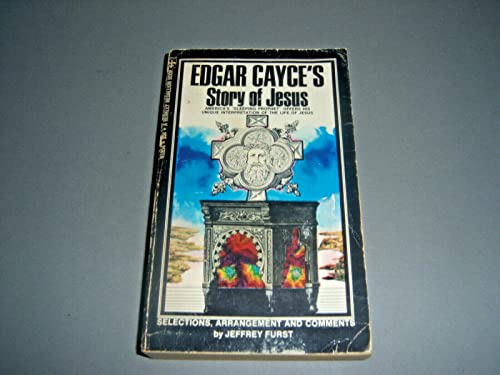 EDGAR CAYCE'S
Story of Jesus
AMERICA'S "SLEEPING PROPHET" OFFERS HIS
UNIQUE INTERPRETATION OF THE LIFE OF JESUS
SELECTIONS, ARRANGEMENT AND COMMENTS
by JEFFREY FURST